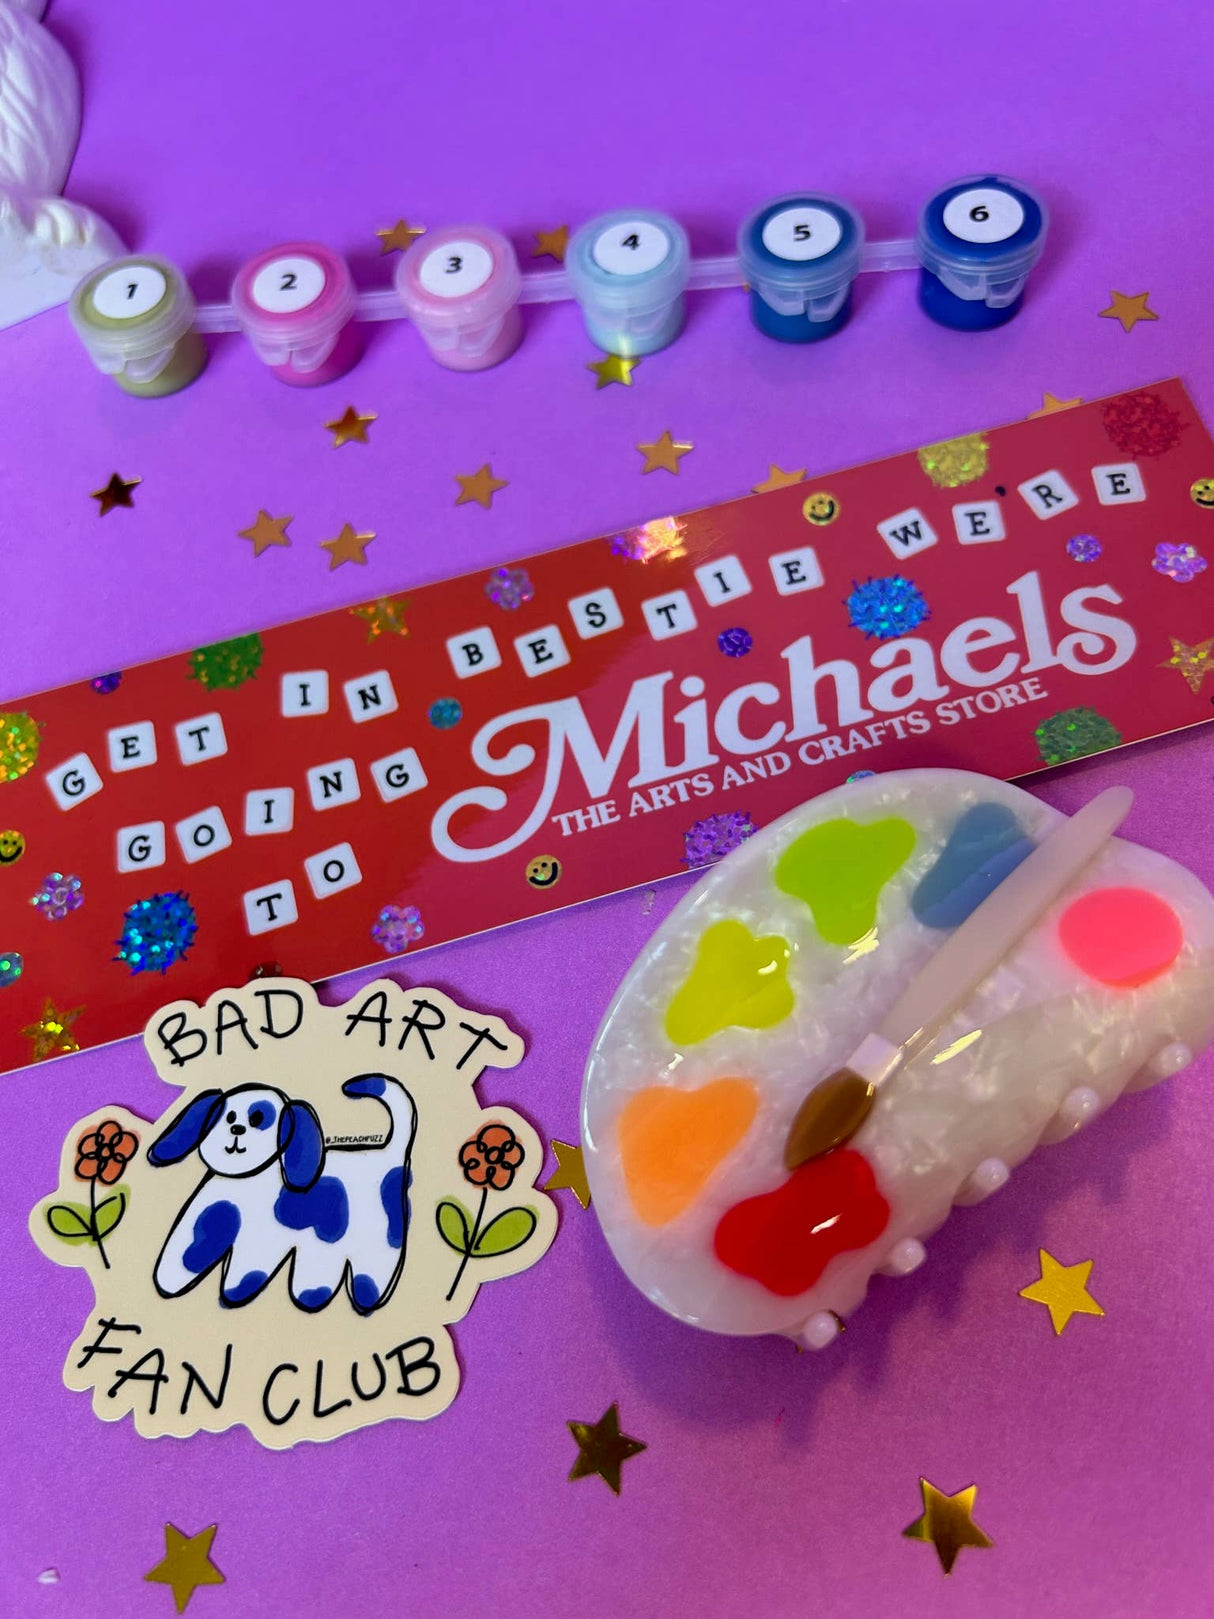 1 2 3 4 5 6
GET IN BESTIE WE'RE
GOING
TO
Michaels
THE ARTS AND CRAFTS STORE
BAD ART
@_THEPEACHFUZZ
FAN CLUB